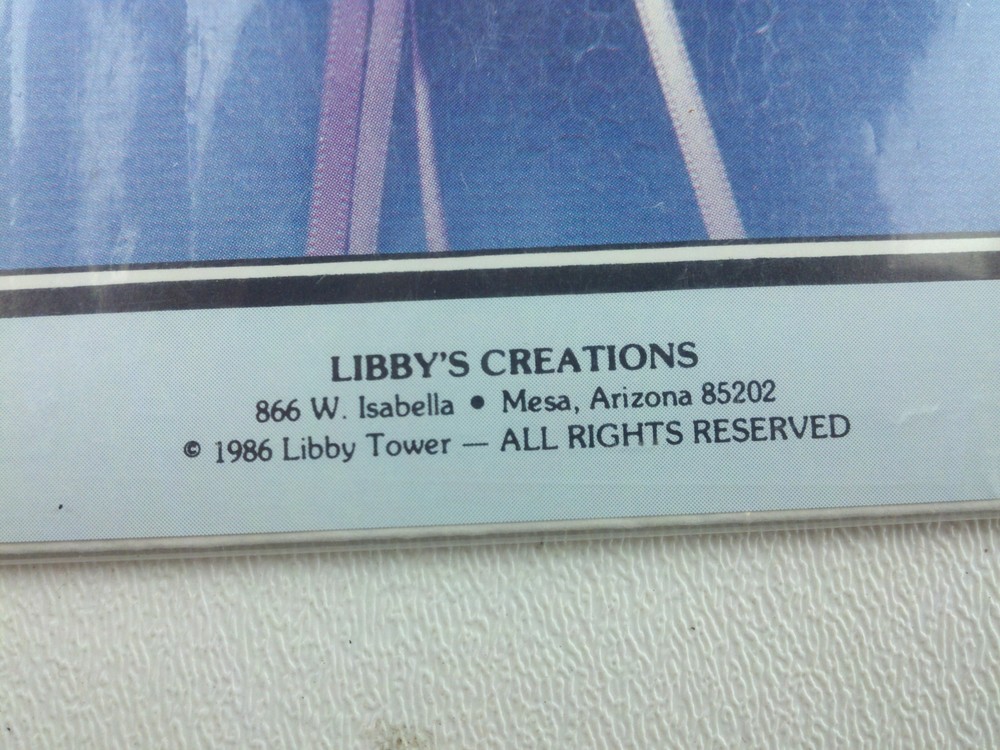 LIBBY'S CREATIONS
866 W. Isabella • Mesa, Arizona 85202
© 1986 Libby Tower — ALL RIGHTS RESERVED